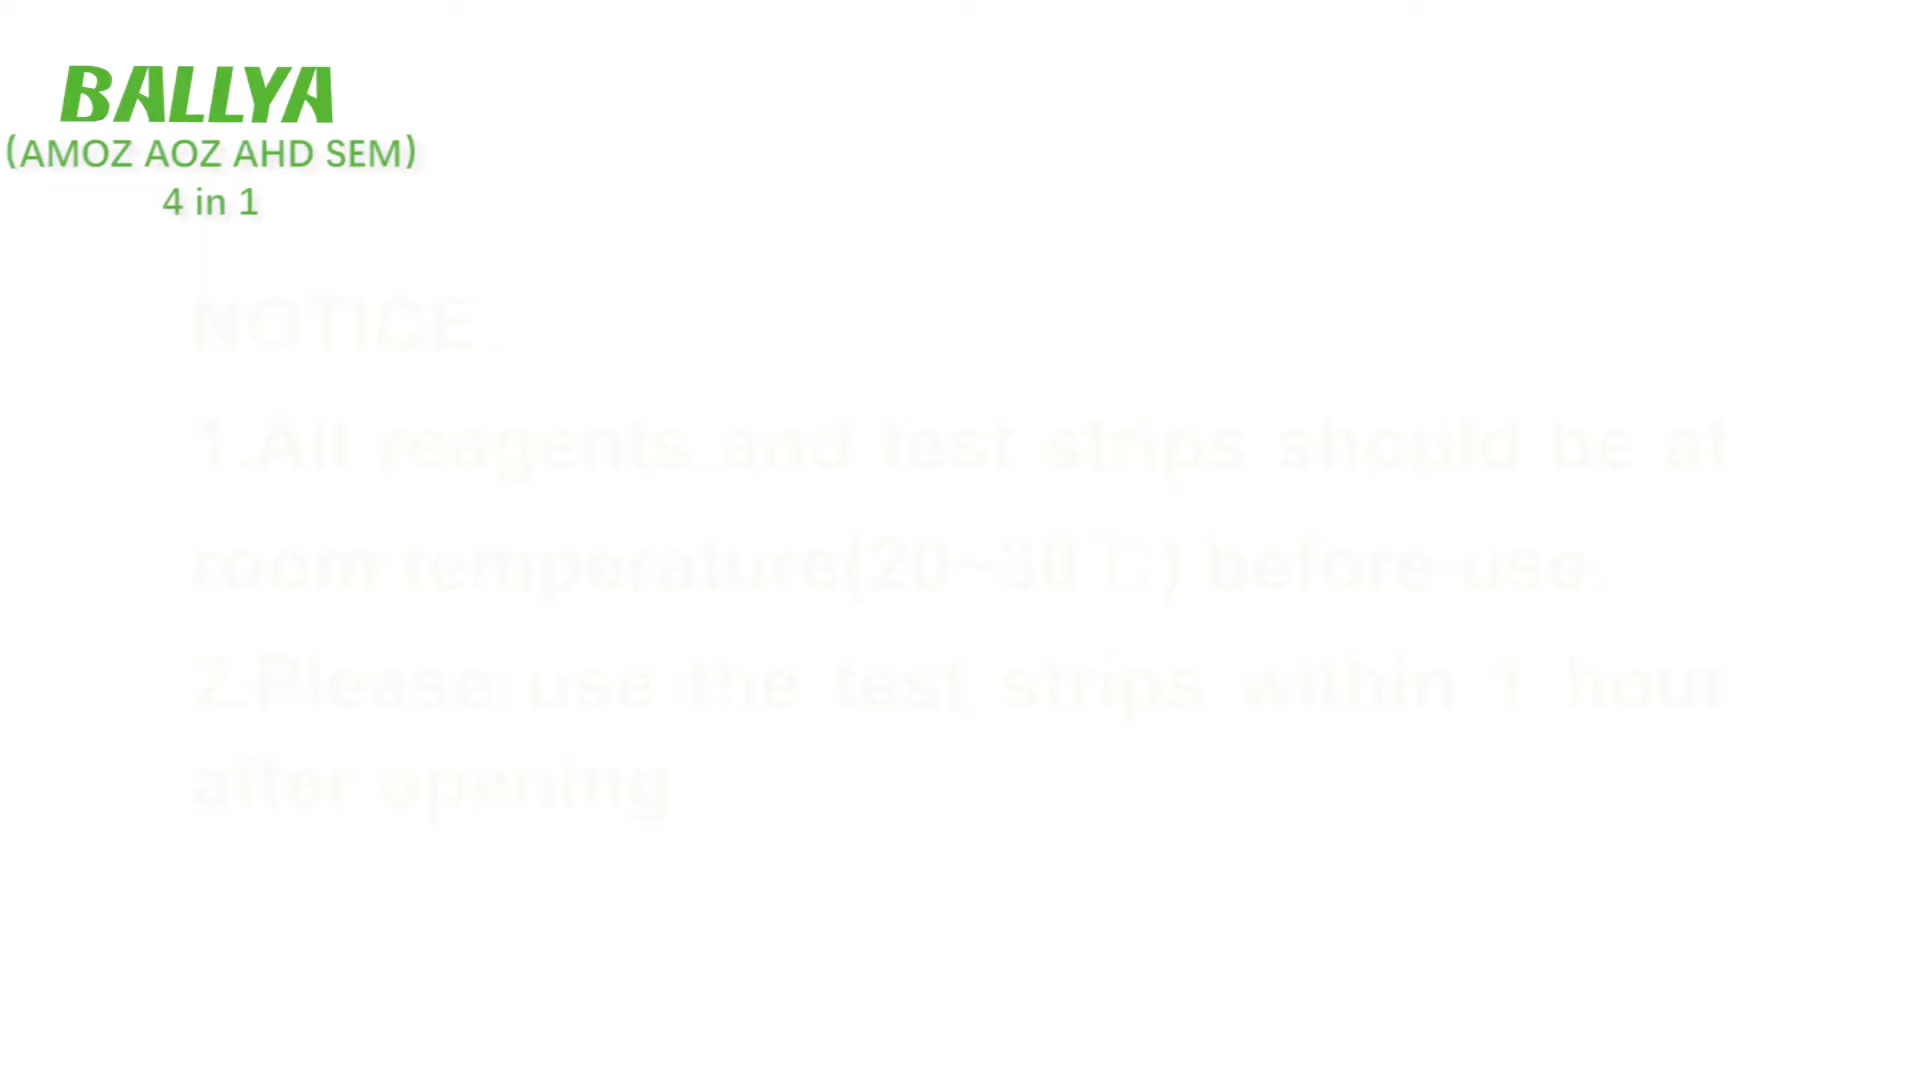 BALLYA
(AMOZ AOZ AHD SEM)
4 in 1
NOTICE
1.All reagents and test strips should be at
room temperature(20-30℃) before use.
2.Please use the test strips within 1 hour
after opening